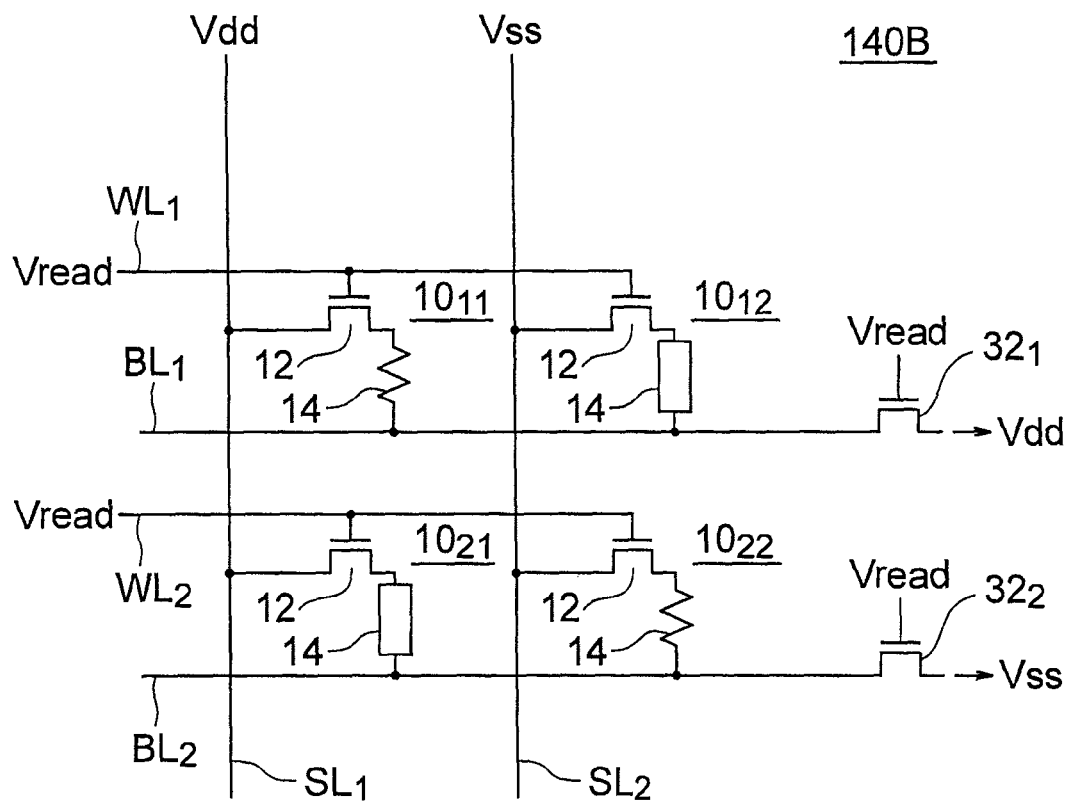 Vdd Vss 140B
WL1
Vread
1011 1012
12 12 Vread 321
BL1
14 14
Vdd
Vread
1021 1022
WL2 12 12 Vread 322
14 14
Vss
BL2
SL1 SL2